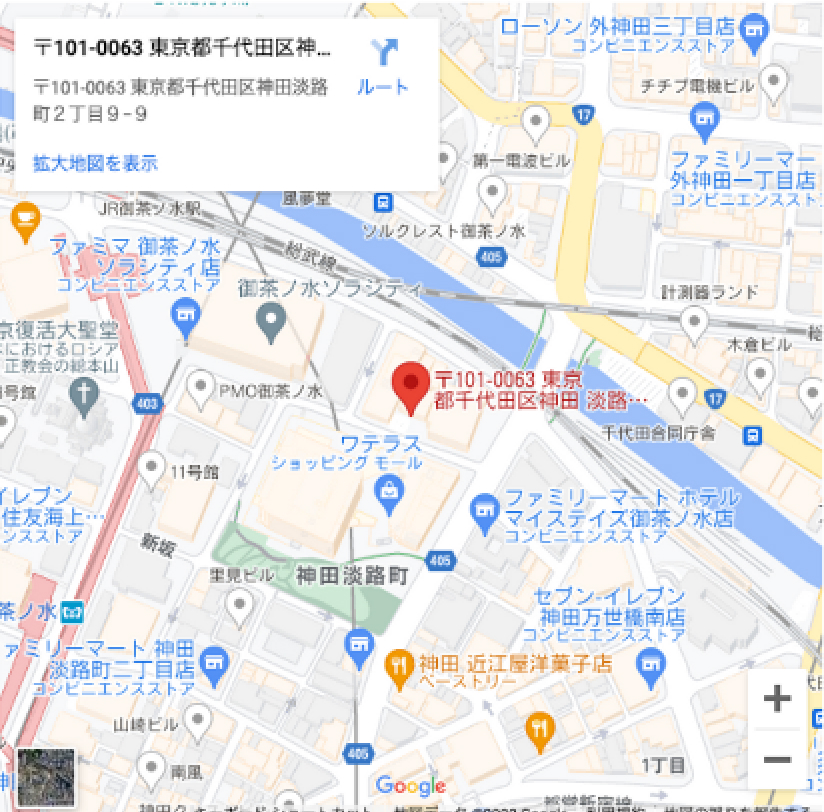 〒101-0063 東京都千代田区神...
〒101-0063 東京都千代田区神田淡路
町2丁目9-9
ルート
拡大地図を表示
ローソン 外神田三丁目店
コンビニエンスストア
チチブ電機ビル
17
第一電波ビル
ファミリーマー
外神田一丁目店
コンビニエンススト
JR御茶ノ水駅
風夢堂
ソルクレスト御茶ノ水
405
総武線
ファミマ 御茶ノ水
ソラシティ店
コンビニエンスストア
御茶ノ水ソラシティ
計測器ランド
木倉ビル
京復活大聖堂
におけるロシア
正教会の総本山
号館
403
PMO御茶ノ水
〒101-0063 東京
都千代田区神田 淡路…
17
千代田合同庁舎
ワテラス
ショッピング モール
11号館
イレブン
住友海上…
ンスストア
ファミリーマート ホテル
マイステイズ御茶ノ水店
コンビニエンスストア
新坂
405
里見ビル
神田淡路町
セブン-イレブン
神田万世橋南店
コンビニエンスストア
茶ノ水
ァミリーマート 神田
淡路町二丁目店
コンビニエンスストア
神田 近江屋洋菓子店
ペーストリー
山崎ビル
405
南風
1丁目
+
−
Google
都営新宿線
キーボード ショートカット